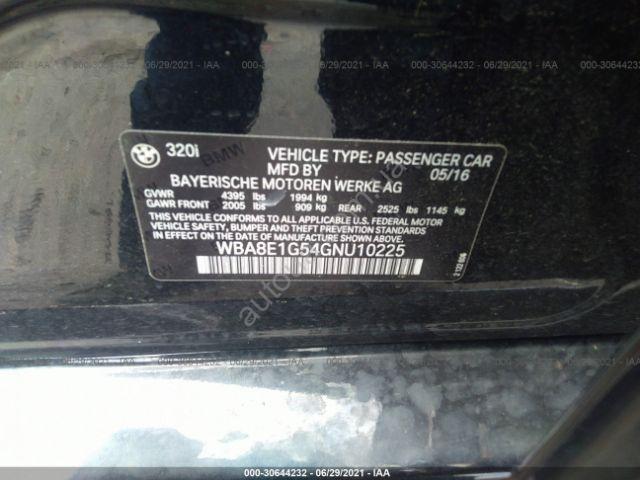 000-30644232 - 06/29/2021 - IAA
BMW 320i
VEHICLE TYPE: PASSENGER CAR
MFD BY 05/16
BAYERISCHE MOTOREN WERKE AG
GVWR 4395 lbs 1994 kg
GAWR FRONT 2005 lbs 909 kg REAR 2525 lbs 1145 kg
THIS VEHICLE CONFORMS TO ALL APPLICABLE U.S. FEDERAL MOTOR
VEHICLE SAFETY, BUMPER, AND THEFT PREVENTION STANDARDS
IN EFFECT ON THE DATE OF MANUFACTURE SHOWN ABOVE.
WBA8E1G54GNU10225
000-30644232 - 06/29/2021 - IAA